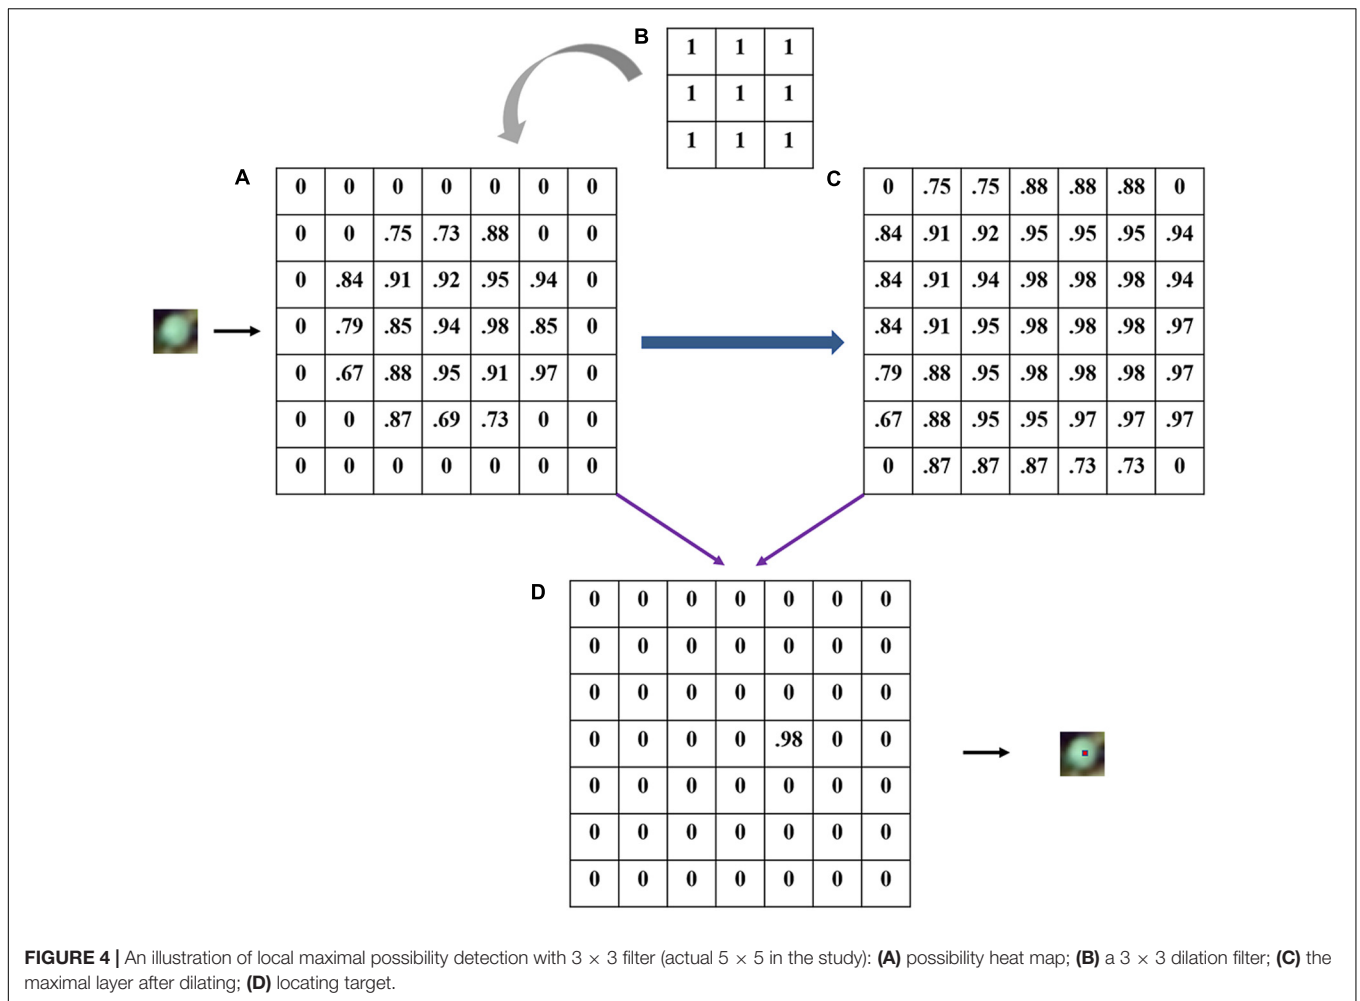 B
1 1 1
1 1 1
1 1 1
A
0 0 0 0 0 0 0
0 0 .75 .73 .88 0 0
0 .84 .91 .92 .95 .94 0
0 .79 .85 .94 .98 .85 0
0 .67 .88 .95 .91 .97 0
0 0 .87 .69 .73 0 0
0 0 0 0 0 0 0
C
0 .75 .75 .88 .88 .88 0
.84 .91 .92 .95 .95 .95 .94
.84 .91 .94 .98 .98 .98 .94
.84 .91 .95 .98 .98 .98 .97
.79 .88 .95 .98 .98 .98 .97
.67 .88 .95 .95 .97 .97 .97
0 .87 .87 .87 .73 .73 0
D
0 0 0 0 0 0 0
0 0 0 0 0 0 0
0 0 0 0 0 0 0
0 0 0 0 .98 0 0
0 0 0 0 0 0 0
0 0 0 0 0 0 0
0 0 0 0 0 0 0
FIGURE 4 | An illustration of local maximal possibility detection with 3 × 3 filter (actual 5 × 5 in the study): (A) possibility heat map; (B) a 3 × 3 dilation filter; (C) the
maximal layer after dilating; (D) locating target.